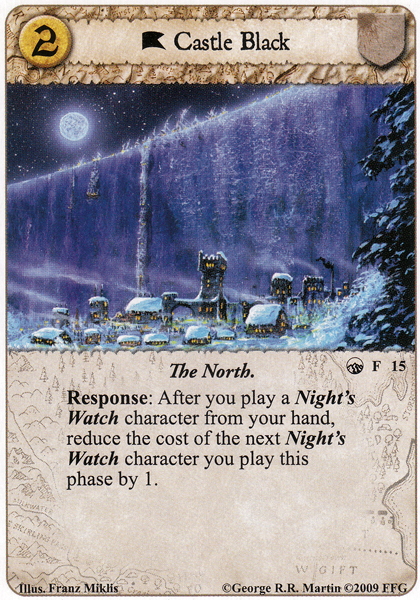 2 Castle Black
The North.
F 15
Response: After you play a Night's
Watch character from your hand,
reduce the cost of the next Night's
Watch character you play this
phase by 1.
W GIFT
Illus. Franz Miklis ©George R.R. Martin ©2009 FFG